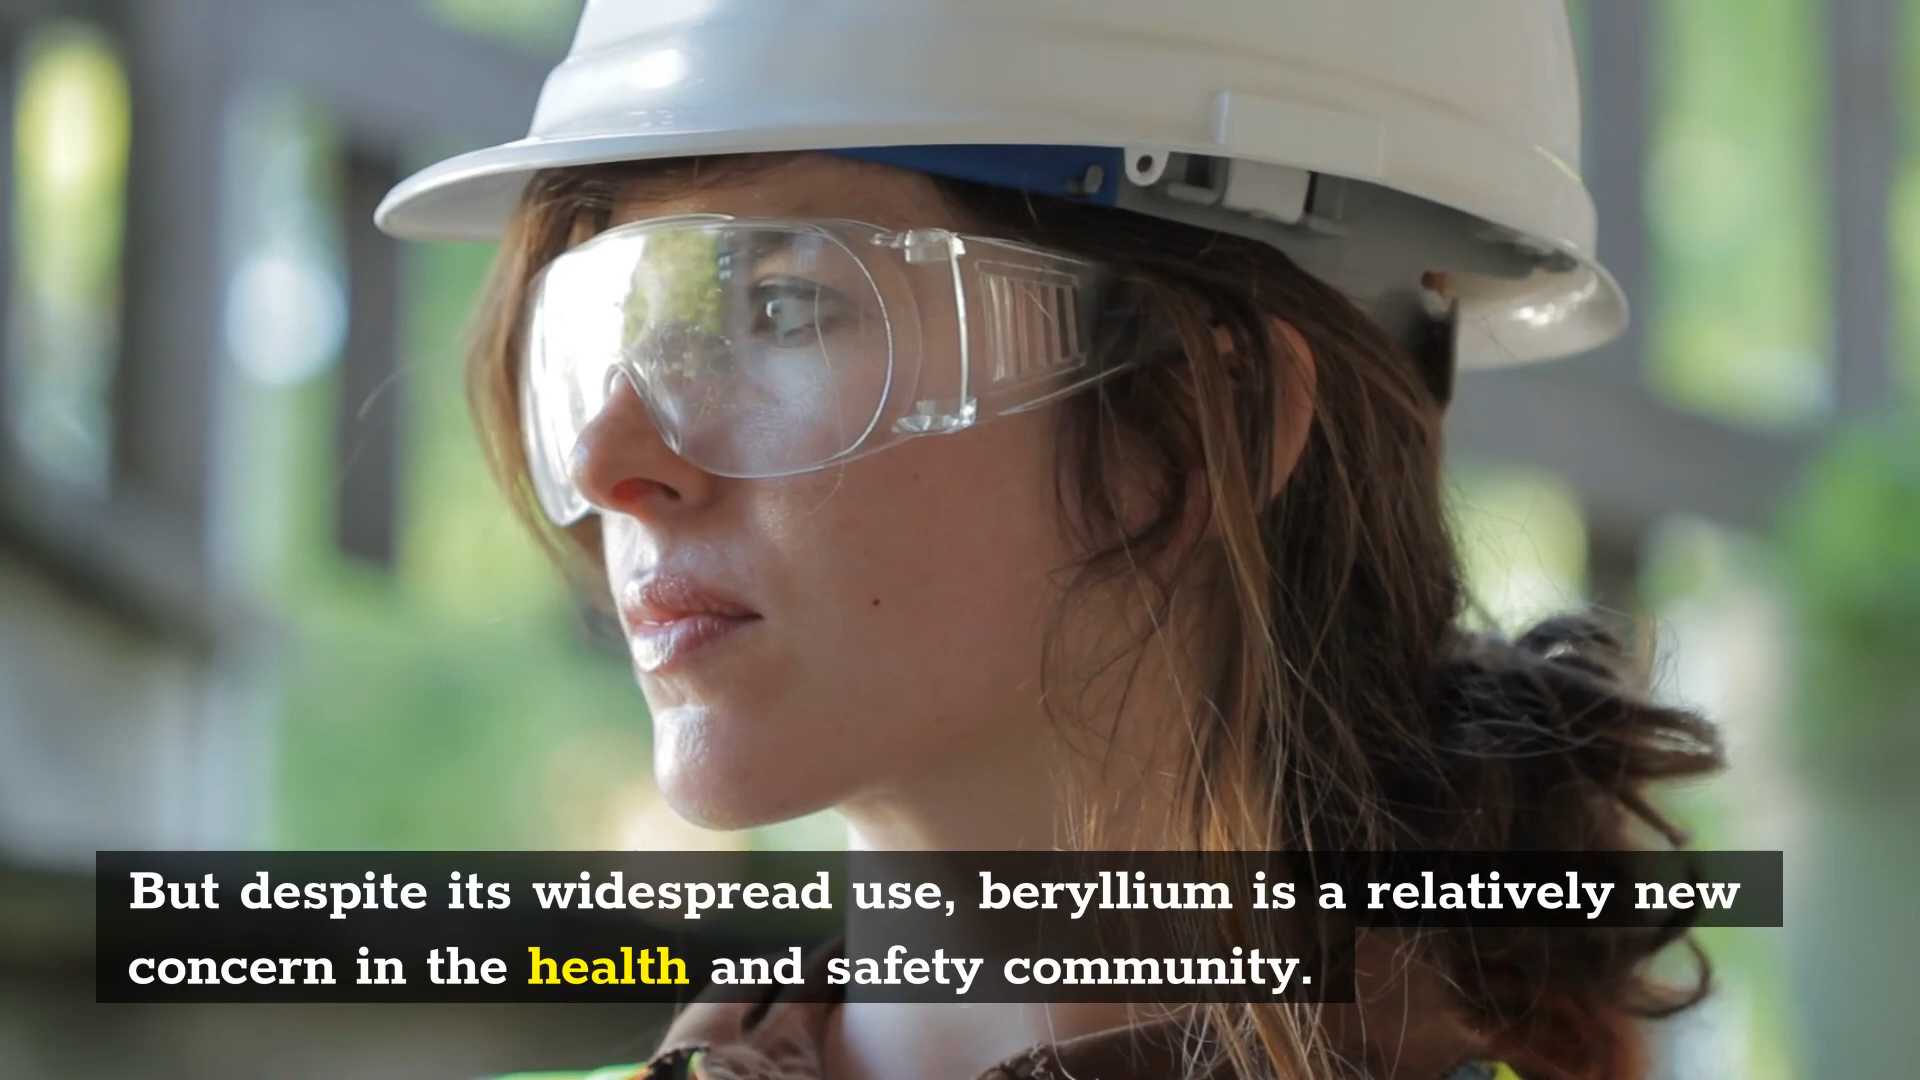 But despite its widespread use, beryllium is a relatively new
concern in the health and safety community.